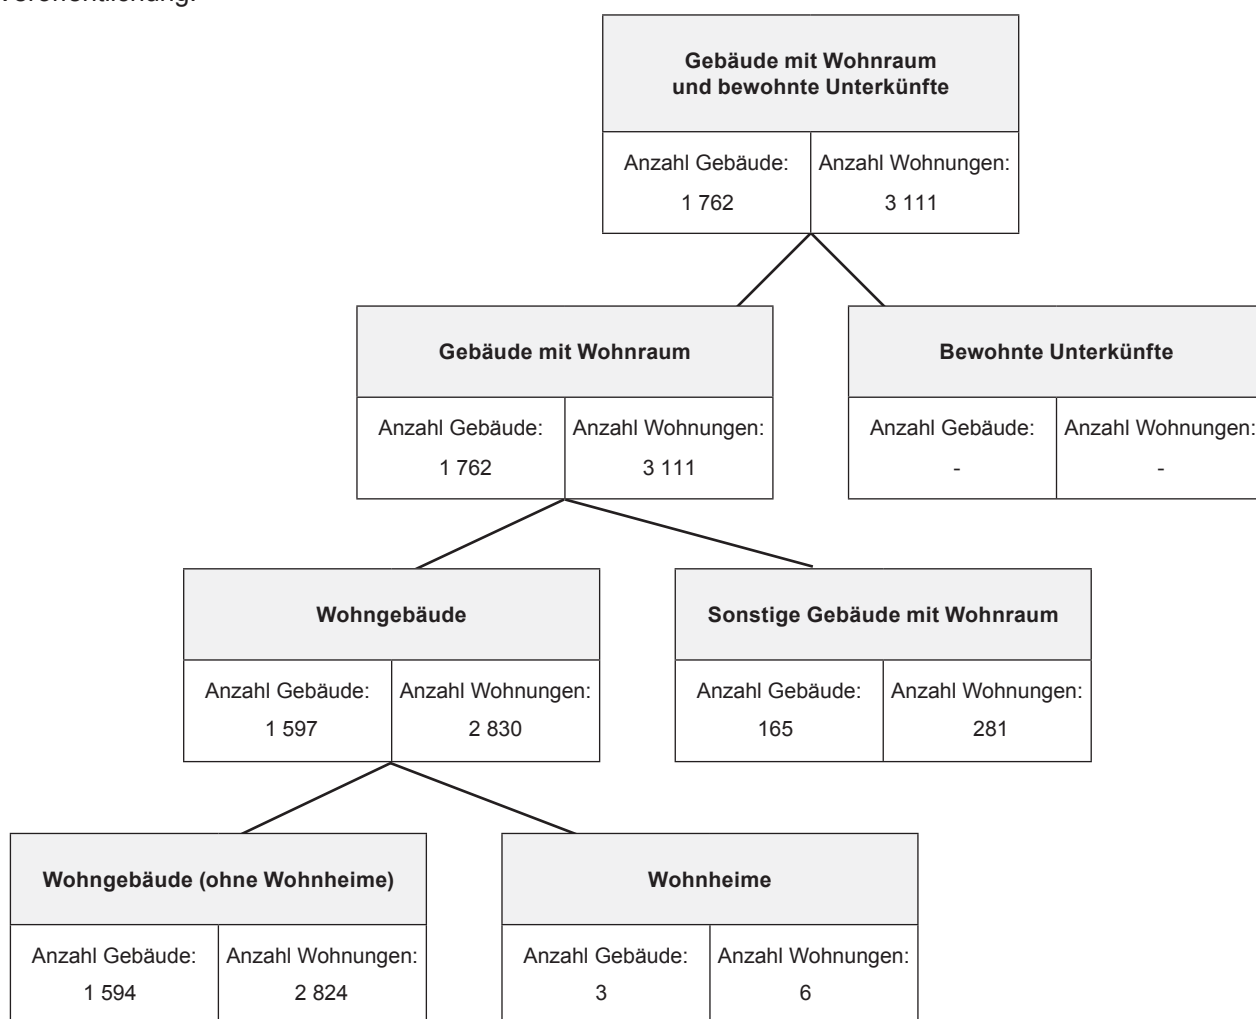 Veröffentlichung.
Gebäude mit Wohnraum
und bewohnte Unterkünfte
Anzahl Gebäude: Anzahl Wohnungen:
1 762 3 111
Gebäude mit Wohnraum Bewohnte Unterkünfte
Anzahl Gebäude: Anzahl Wohnungen: Anzahl Gebäude: Anzahl Wohnungen:
1 762 3 111 - -
Wohngebäude Sonstige Gebäude mit Wohnraum
Anzahl Gebäude: Anzahl Wohnungen: Anzahl Gebäude: Anzahl Wohnungen:
1 597 2 830 165 281
Wohngebäude (ohne Wohnheime) Wohnheime
Anzahl Gebäude: Anzahl Wohnungen: Anzahl Gebäude: Anzahl Wohnungen:
1 594 2 824 3 6